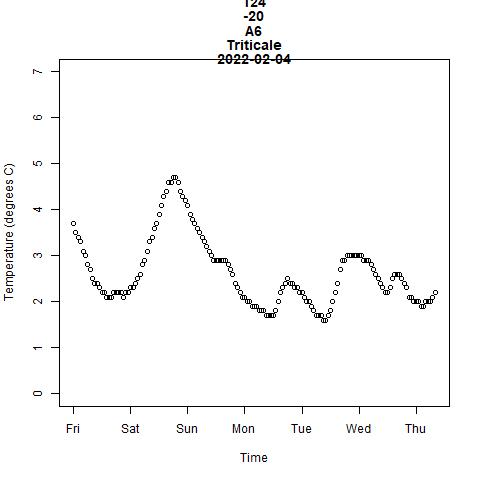 124
-20
A6
Triticale
2022-02-04
Temperature (degrees C)
7
6
5
4
3
2
1
0
Fri Sat Sun Mon Tue Wed Thu
Time